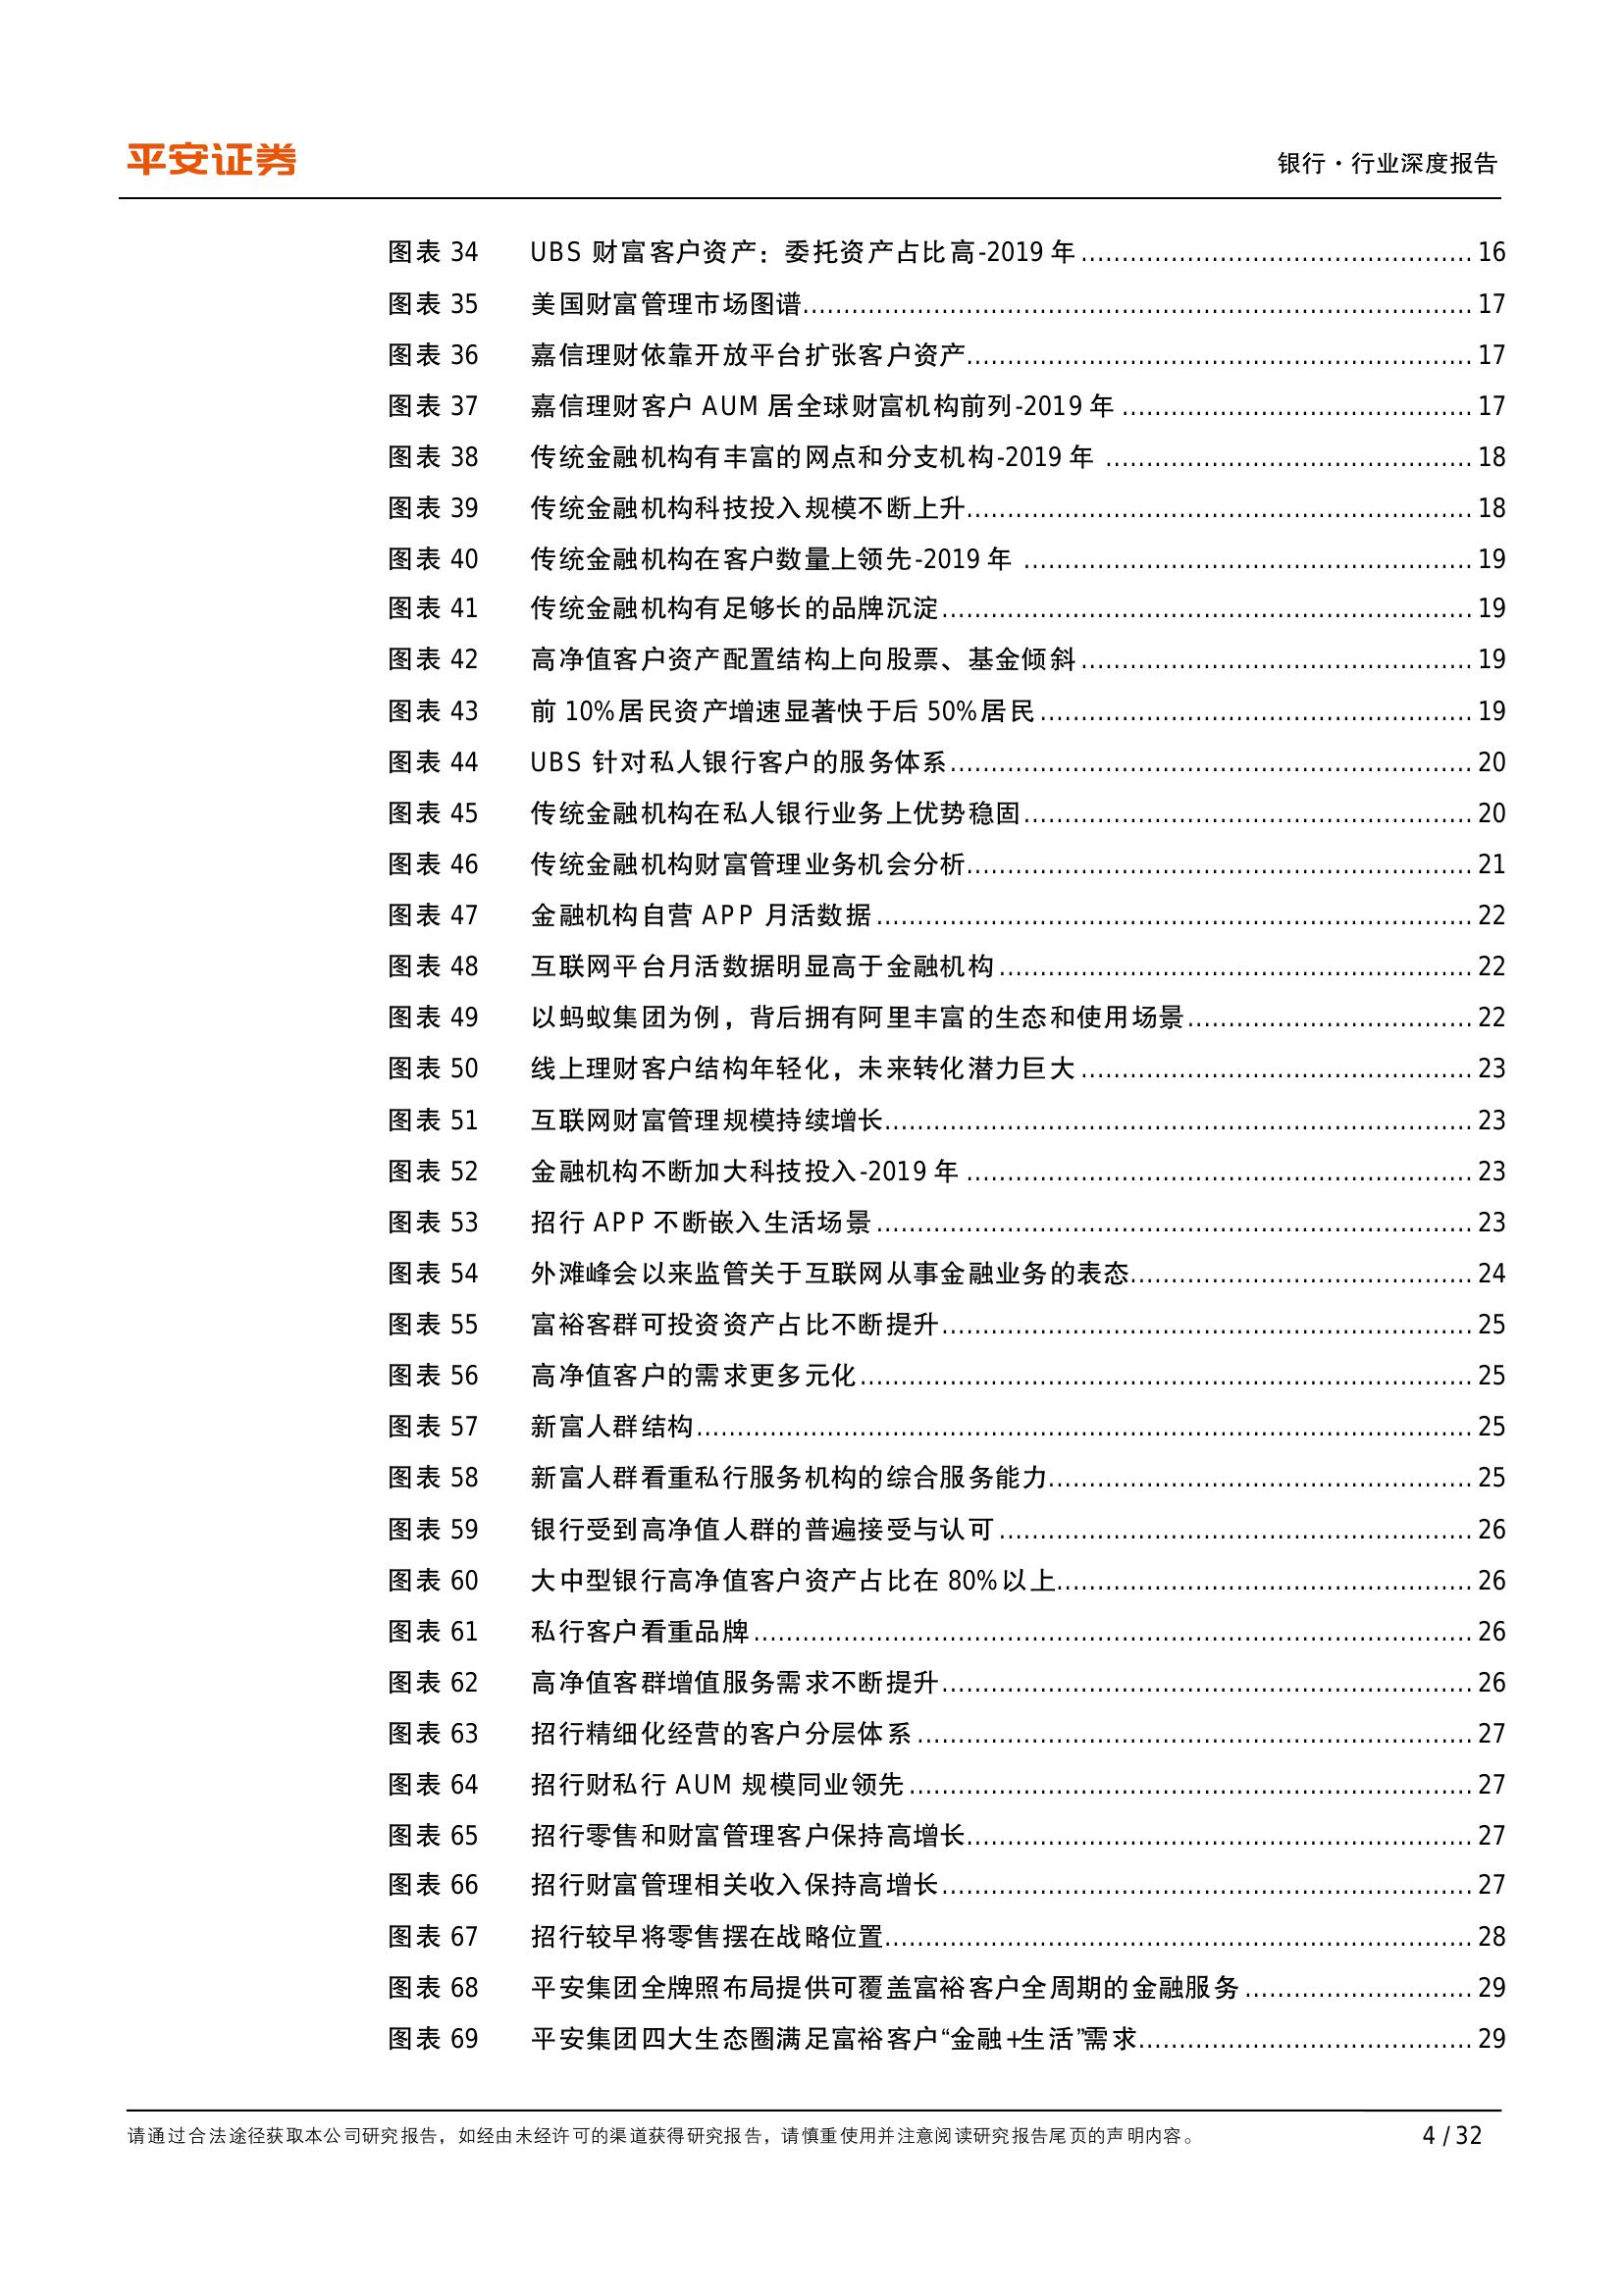 平安证券
银行·行业深度报告
图表 34 UBS 财富客户资产：委托资产占比高-2019 年 ................................................ 16
图表 35 美国财富管理市场图谱.................................................................................. 17
图表 36 嘉信理财依靠开放平台扩张客户资产.............................................................. 17
图表 37 嘉信理财客户 AUM 居全球财富机构前列-2019 年 ........................................... 17
图表 38 传统金融机构有丰富的网点和分支机构-2019 年 ............................................. 18
图表 39 传统金融机构科技投入规模不断上升.............................................................. 18
图表 40 传统金融机构在客户数量上领先-2019 年 ....................................................... 19
图表 41 传统金融机构有足够长的品牌沉淀................................................................. 19
图表 42 高净值客户资产配置结构上向股票、基金倾斜 ................................................ 19
图表 43 前 10%居民资产增速显著快于后 50%居民..................................................... 19
图表 44 UBS 针对私人银行客户的服务体系................................................................ 20
图表 45 传统金融机构在私人银行业务上优势稳固....................................................... 20
图表 46 传统金融机构财富管理业务机会分析.............................................................. 21
图表 47 金融机构自营 APP 月活数据 ......................................................................... 22
图表 48 互联网平台月活数据明显高于金融机构 .......................................................... 22
图表 49 以蚂蚁集团为例，背后拥有阿里丰富的生态和使用场景................................... 22
图表 50 线上理财客户结构年轻化，未来转化潜力巨大 ................................................ 23
图表 51 互联网财富管理规模持续增长........................................................................ 23
图表 52 金融机构不断加大科技投入-2019 年 .............................................................. 23
图表 53 招行 APP 不断嵌入生活场景 ......................................................................... 23
图表 54 外滩峰会以来监管关于互联网从事金融业务的表态.......................................... 24
图表 55 富裕客群可投资资产占比不断提升................................................................. 25
图表 56 高净值客户的需求更多元化........................................................................... 25
图表 57 新富人群结构............................................................................................... 25
图表 58 新富人群看重私行服务机构的综合服务能力.................................................... 25
图表 59 银行受到高净值人群的普遍接受与认可 .......................................................... 26
图表 60 大中型银行高净值客户资产占比在 80%以上................................................... 26
图表 61 私行客户看重品牌........................................................................................ 26
图表 62 高净值客群增值服务需求不断提升................................................................. 26
图表 63 招行精细化经营的客户分层体系 .................................................................... 27
图表 64 招行财私行 AUM 规模同业领先 ..................................................................... 27
图表 65 招行零售和财富管理客户保持高增长.............................................................. 27
图表 66 招行财富管理相关收入保持高增长................................................................. 27
图表 67 招行较早将零售摆在战略位置........................................................................ 28
图表 68 平安集团全牌照布局提供可覆盖富裕客户全周期的金融服务 ............................ 29
图表 69 平安集团四大生态圈满足富裕客户“金融+生活”需求......................................... 29
请通过合法途径获取本公司研究报告，如经由未经许可的渠道获得研究报告，请慎重使用并注意阅读研究报告尾页的声明内容。
4 / 32